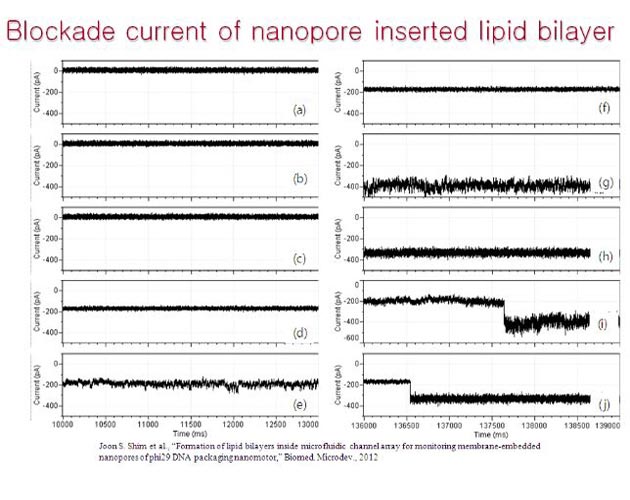 Blockade current of nanopore inserted lipid bilayer
Current (pA)
0
-200
-400
(a)
Current (pA)
0
-200
-400
(b)
Current (pA)
0
-200
-400
(c)
Current (pA)
0
-200
-400
(d)
Current (pA)
0
-200
-400
(e)
10000 10500 11000 11500 12000 12500 13000
Time (ms)
Current (pA)
0
-200
-400
(f)
Current (pA)
0
-200
-400
(g)
Current (pA)
0
-200
-400
(h)
Current (pA)
0
-200
-400
-600
(i)
Current (pA)
0
-200
-400
(j)
136000 136500 137000 137500 138000 138500 139000
Time (ms)
Joon S. Shim et al., “Formation of lipid bilayers inside microfluidic channel array for monitoring membrane-embedded
nanopores of phi29 DNA packaging nanomotor,” Biomed. Microdev., 2012